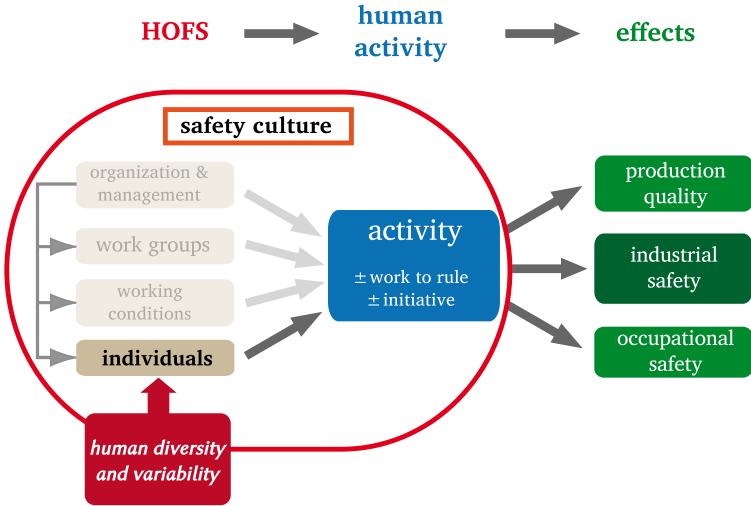 HOFS
human
activity
effects
safety culture
organization &
management
work groups
working
conditions
individuals
human diversity
and variability
activity
± work to rule
± initiative
production
quality
industrial
safety
occupational
safety